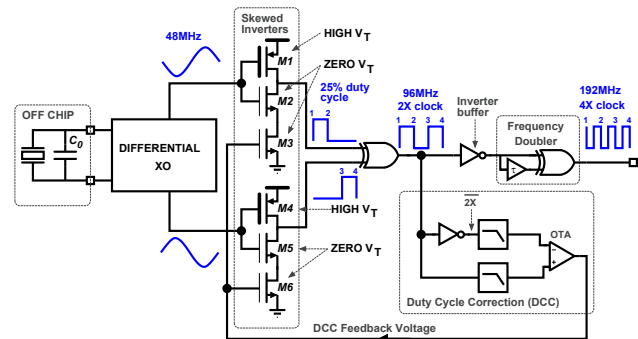 Skewed
Inverters
48MHz
HIGH V_T
M1
ZERO V_T
M2
M3
25% duty
cycle
1 2
3 4
96MHz
2X clock
1 2 3 4
Inverter
buffer
192MHz
4X clock
1 2 3 4
Frequency
Doubler
τ
OFF CHIP
C_0
DIFFERENTIAL
XO
M4
HIGH V_T
M5
ZERO V_T
M6
2X
OTA
−
+
Duty Cycle Correction (DCC)
DCC Feedback Voltage